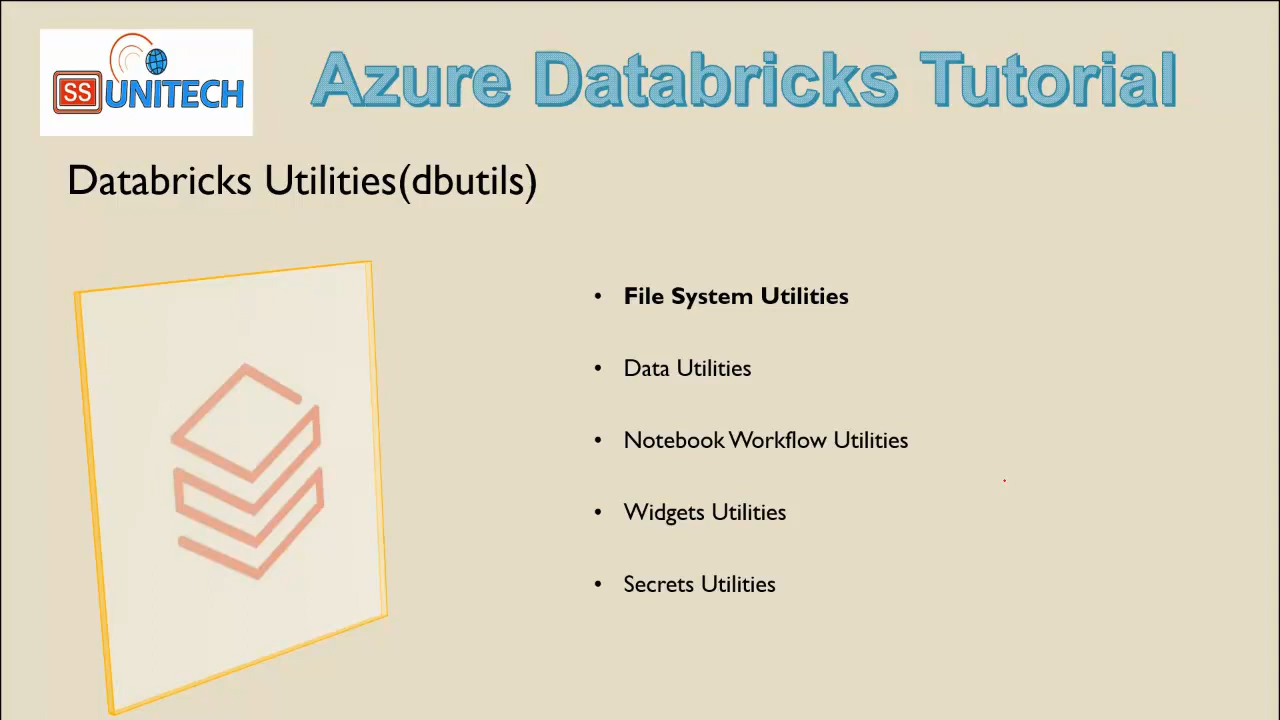 SS UNITECH
Azure Databricks Tutorial
Databricks Utilities(dbutils)
• File System Utilities
• Data Utilities
• Notebook Workflow Utilities
• Widgets Utilities
• Secrets Utilities